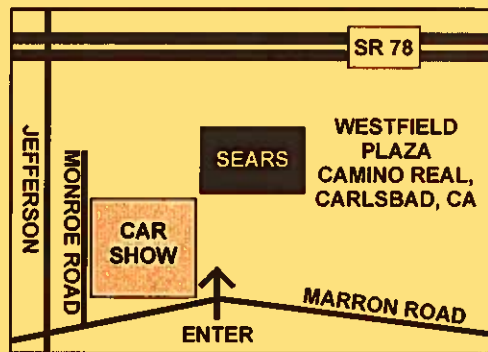 SR 78
JEFFERSON
MONROE ROAD
SEARS
WESTFIELD
PLAZA
CAMINO REAL,
CARLSBAD, CA
CAR
SHOW
MARRON ROAD
ENTER